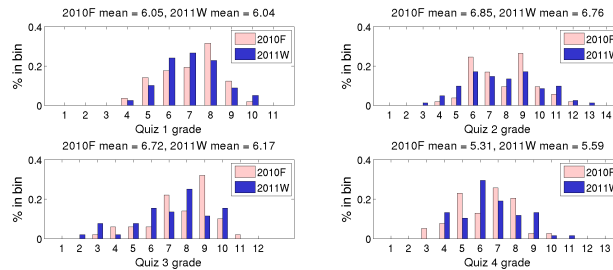 2010F mean = 6.05, 2011W mean = 6.04
0.4
0.2
0
% in bin
2010F
2011W
1 2 3 4 5 6 7 8 9 10 11
Quiz 1 grade
2010F mean = 6.85, 2011W mean = 6.76
0.4
0.2
0
% in bin
2010F
2011W
1 2 3 4 5 6 7 8 9 10 11 12 13 14
Quiz 2 grade
2010F mean = 6.72, 2011W mean = 6.17
0.4
0.2
0
% in bin
2010F
2011W
1 2 3 4 5 6 7 8 9 10 11 12
Quiz 3 grade
2010F mean = 5.31, 2011W mean = 5.59
0.4
0.2
0
% in bin
2010F
2011W
1 2 3 4 5 6 7 8 9 10 11 12 13
Quiz 4 grade